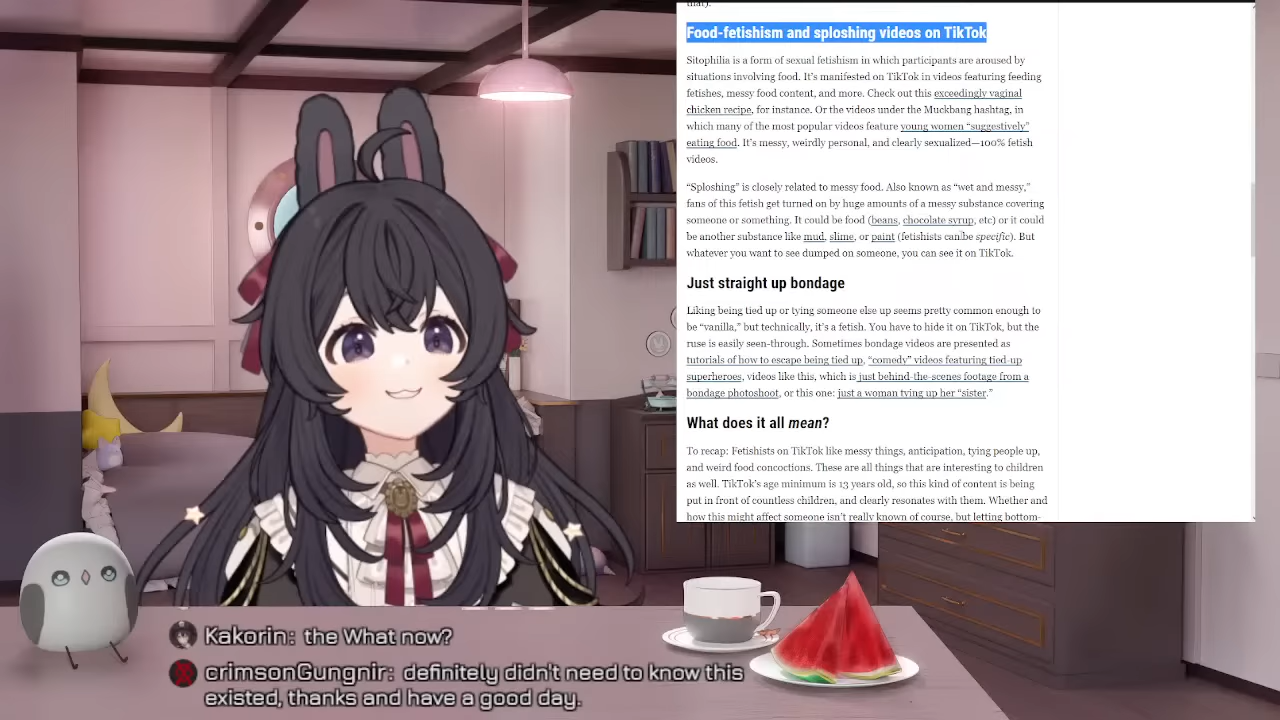 Food-fetishism and sploshing videos on TikTok
Sitophilia is a form of sexual fetishism in which participants are aroused by
situations involving food. It's manifested on TikTok in videos featuring feeding
fetishes, messy food content, and more. Check out this exceedingly vaginal
chicken recipe, for instance. Or the videos under the Muckbang hashtag, in
which many of the most popular videos feature young women “suggestively”
eating food. It's messy, weirdly personal, and clearly sexualized—100% fetish
videos.
“Sploshing” is closely related to messy food. Also known as “wet and messy,”
fans of this fetish get turned on by huge amounts of a messy substance covering
someone or something. It could be food (beans, chocolate syrup, etc) or it could
be another substance like mud, slime, or paint (fetishists can be specific). But
whatever you want to see dumped on someone, you can see it on TikTok.
Just straight up bondage
Liking being tied up or tying someone else up seems pretty common enough to
be “vanilla,” but technically, it's a fetish. You have to hide it on TikTok, but the
ruse is easily seen-through. Sometimes bondage videos are presented as
tutorials of how to escape being tied up, “comedy” videos featuring tied-up
superheroes, videos like this, which is just behind-the-scenes footage from a
bondage photoshoot, or this one: just a woman tying up her “sister.”
What does it all mean?
To recap: Fetishists on TikTok like messy things, anticipation, tying people up,
and weird food concoctions. These are all things that are interesting to children
as well. TikTok's age minimum is 13 years old, so this kind of content is being
put in front of countless children, and clearly resonates with them. Whether and
how this might affect someone isn't really known of course, but letting bottom-
Kakorin: the What now?
crimsonGungnir: definitely didn't need to know this
existed, thanks and have a good day.